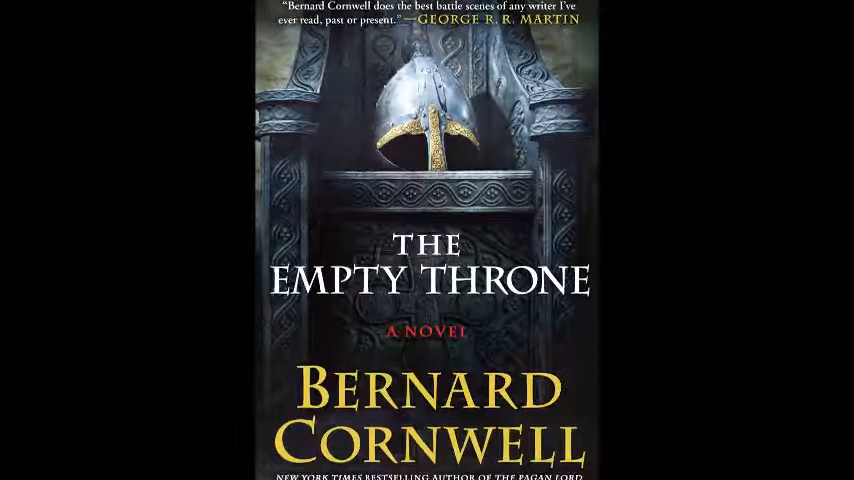 "Bernard Cornwell does the best battle scenes of any writer I've
ever read, past or present."—GEORGE R. R. MARTIN
THE
EMPTY THRONE
A NOVEL
BERNARD
CORNWELL
NEW YORK TIMES BESTSELLING AUTHOR OF THE PAGAN LORD